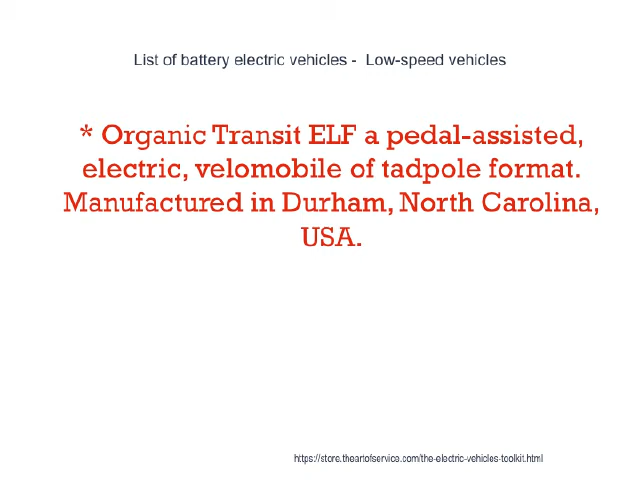 List of battery electric vehicles -  Low-speed vehicles
* Organic Transit ELF a pedal-assisted,
electric, velomobile of tadpole format.
Manufactured in Durham, North Carolina,
USA.
https://store.theartofservice.com/the-electric-vehicles-toolkit.html